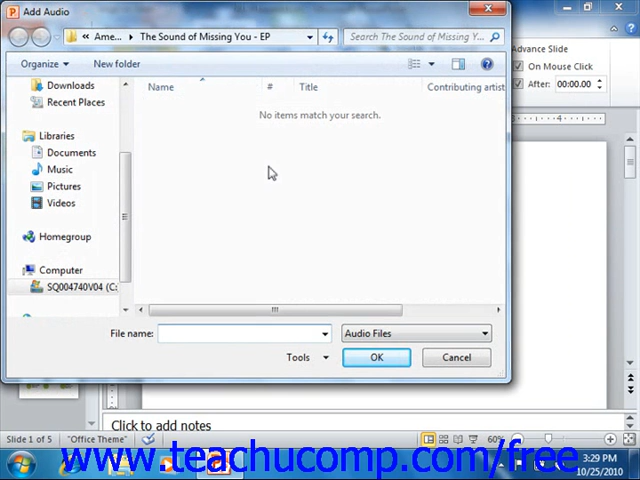 Add Audio
« Ame... ▸ The Sound of Missing You - EP
Search The Sound of Missing Y...
Organize
New folder
Advance Slide
On Mouse Click
After: 00:00.00
Name
#
Title
Contributing artist
No items match your search.
Downloads
Recent Places
Libraries
Documents
Music
Pictures
Videos
Homegroup
Computer
SQ004740V04 (C:
File name:
Audio Files
Tools
OK
Cancel
4
Click to add notes
Slide 1 of 5
"Office Theme"
60%
www.teachucomp.com/free
3:29 PM
10/25/2010